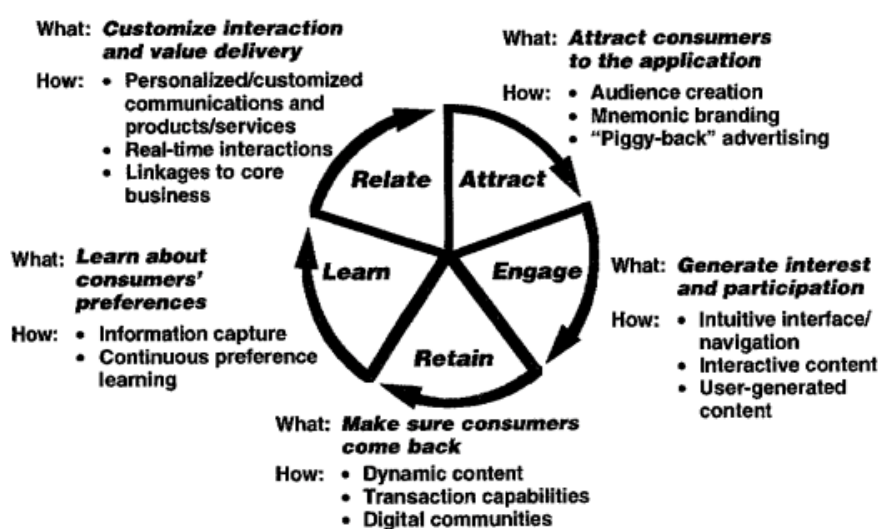 What: Customize interaction
and value delivery
How: • Personalized/customized
communications and
products/services
• Real-time interactions
• Linkages to core
business
What: Attract consumers
to the application
How: • Audience creation
• Mnemonic branding
• “Piggy-back” advertising
Relate
Attract
Learn
Engage
Retain
What: Learn about
consumers’
preferences
How: • Information capture
• Continuous preference
learning
What: Generate interest
and participation
How: • Intuitive interface/
navigation
• Interactive content
• User-generated
content
What: Make sure consumers
come back
How: • Dynamic content
• Transaction capabilities
• Digital communities